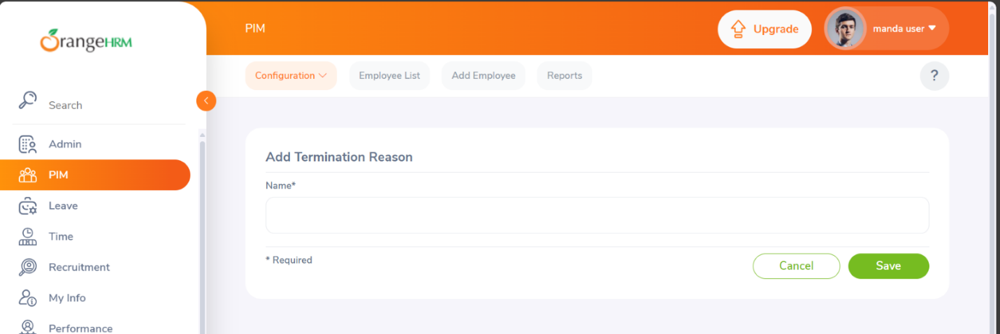 OrangeHRM
PIM
Upgrade
manda user
Configuration
Employee List
Add Employee
Reports
?
Search
Admin
PIM
Leave
Time
Recruitment
My Info
Performance
Add Termination Reason
Name*
* Required
Cancel
Save